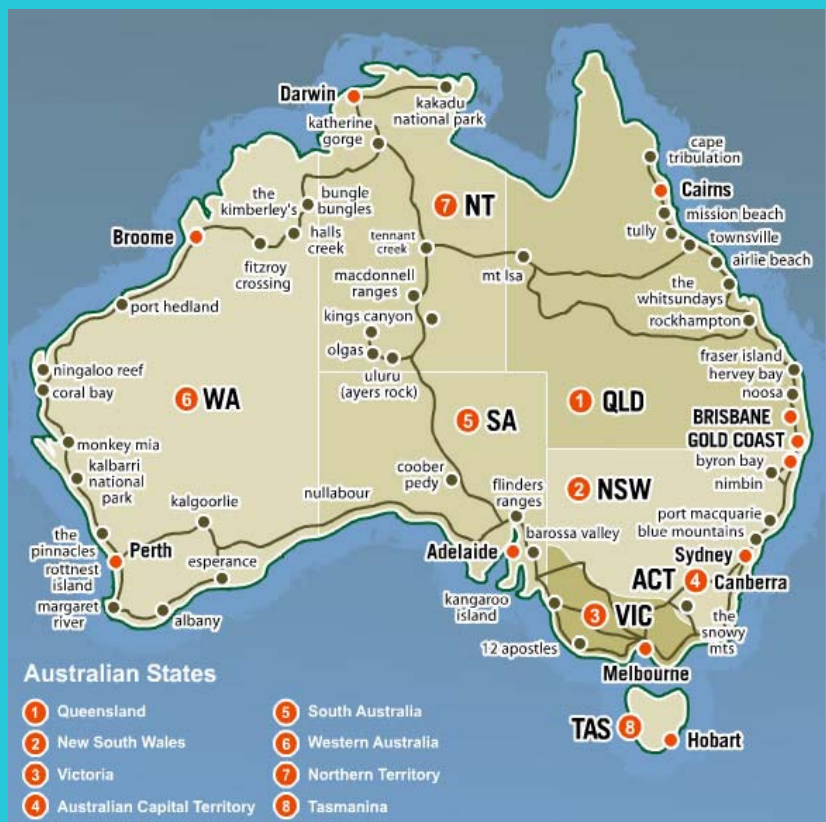 Darwin
kakadu
national park
katherine
gorge
cape
tribulation
the
kimberley's
bungle
bungles
7 NT
Cairns
mission beach
Broome
halls
creek
tennant
creek
tully
townsville
fitzroy
crossing
mt Isa
airlie beach
macdonnell
ranges
the
whitsundays
port hedland
kings canyon
rockhampton
olgas
uluru
(ayers rock)
ningaloo reef
coral bay
fraser island
hervey bay
noosa
6 WA
1 QLD
5 SA
BRISBANE
GOLD COAST
monkey mia
byron bay
kalbarri
national
park
coober
pedy
flinders
ranges
2 NSW
nimbin
kalgoorlie
nullabour
port macquarie
blue mountains
the
pinnacles
Perth
barossa valley
rottnest
island
esperance
Adelaide
Sydney
ACT 4 Canberra
margaret
river
albany
kangaroo
island
3 VIC
the
snowy
mts
12 apostles
Melbourne
TAS 8
Hobart
Australian States
1 Queensland
2 New South Wales
3 Victoria
4 Australian Capital Territory
5 South Australia
6 Western Australia
7 Northern Territory
8 Tasmanina